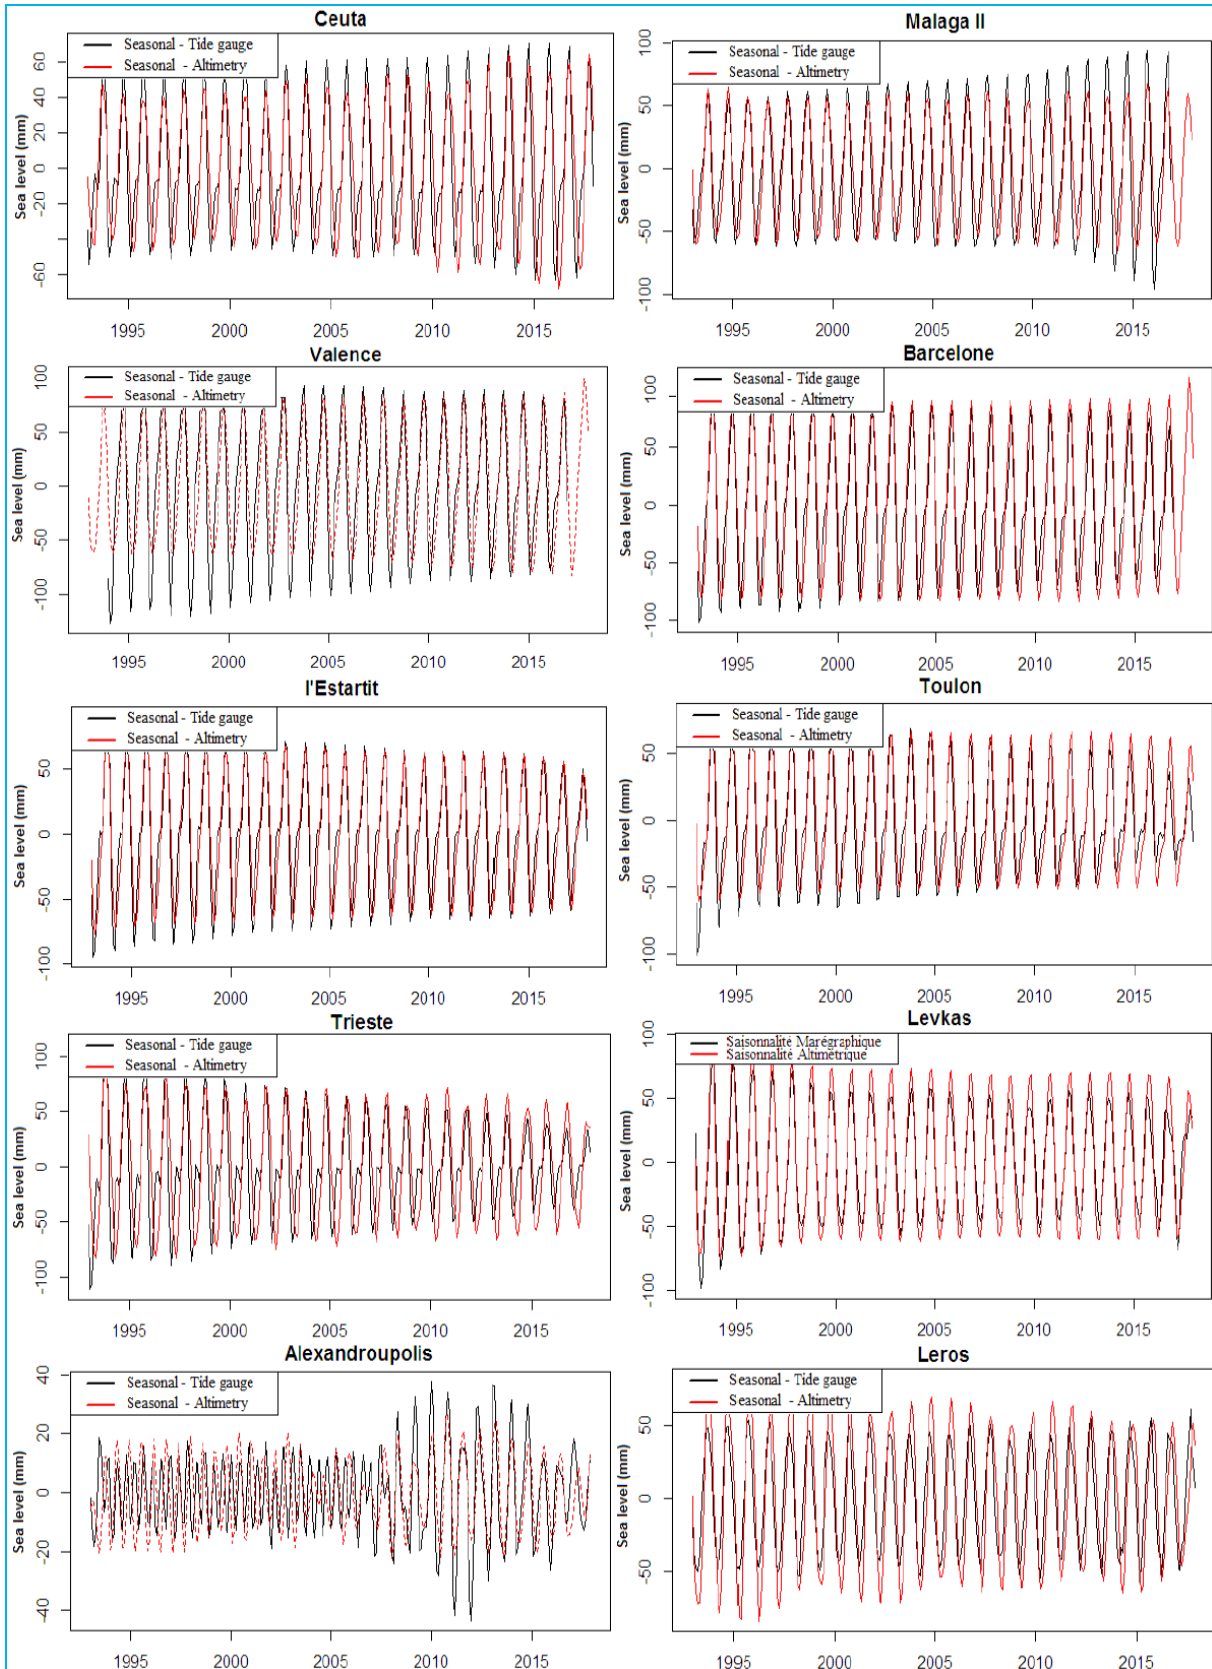 Ceuta
Seasonal - Tide gauge
Seasonal - Altimetry
Sea level (mm)
60
40
20
0
-20
-60
1995 2000 2005 2010 2015
Malaga II
Seasonal - Tide gauge
Seasonal - Altimetry
Sea level (mm)
100
50
0
-50
-100
1995 2000 2005 2010 2015
Valence
Seasonal - Tide gauge
Seasonal - Altimetry
Sea level (mm)
100
50
0
-50
-100
1995 2000 2005 2010 2015
Barcelone
Seasonal - Tide gauge
Seasonal - Altimetry
Sea level (mm)
100
50
0
-50
-100
1995 2000 2005 2010 2015
l'Estartit
Seasonal - Tide gauge
Seasonal - Altimetry
Sea level (mm)
50
0
-50
-100
1995 2000 2005 2010 2015
Toulon
Seasonal - Tide gauge
Seasonal - Altimetry
Sea level (mm)
50
0
-50
-100
1995 2000 2005 2010 2015
Trieste
Seasonal - Tide gauge
Seasonal - Altimetry
Sea level (mm)
100
50
0
-50
-100
1995 2000 2005 2010 2015
Levkas
Saisonnalité Marégraphique
Saisonnalité Altimétrique
Sea level (mm)
100
50
0
-50
-100
1995 2000 2005 2010 2015
Alexandroupolis
Seasonal - Tide gauge
Seasonal - Altimetry
Sea level (mm)
40
20
0
-20
-40
1995 2000 2005 2010 2015
Leros
Seasonal - Tide gauge
Seasonal - Altimetry
Sea level (mm)
50
0
-50
1995 2000 2005 2010 2015